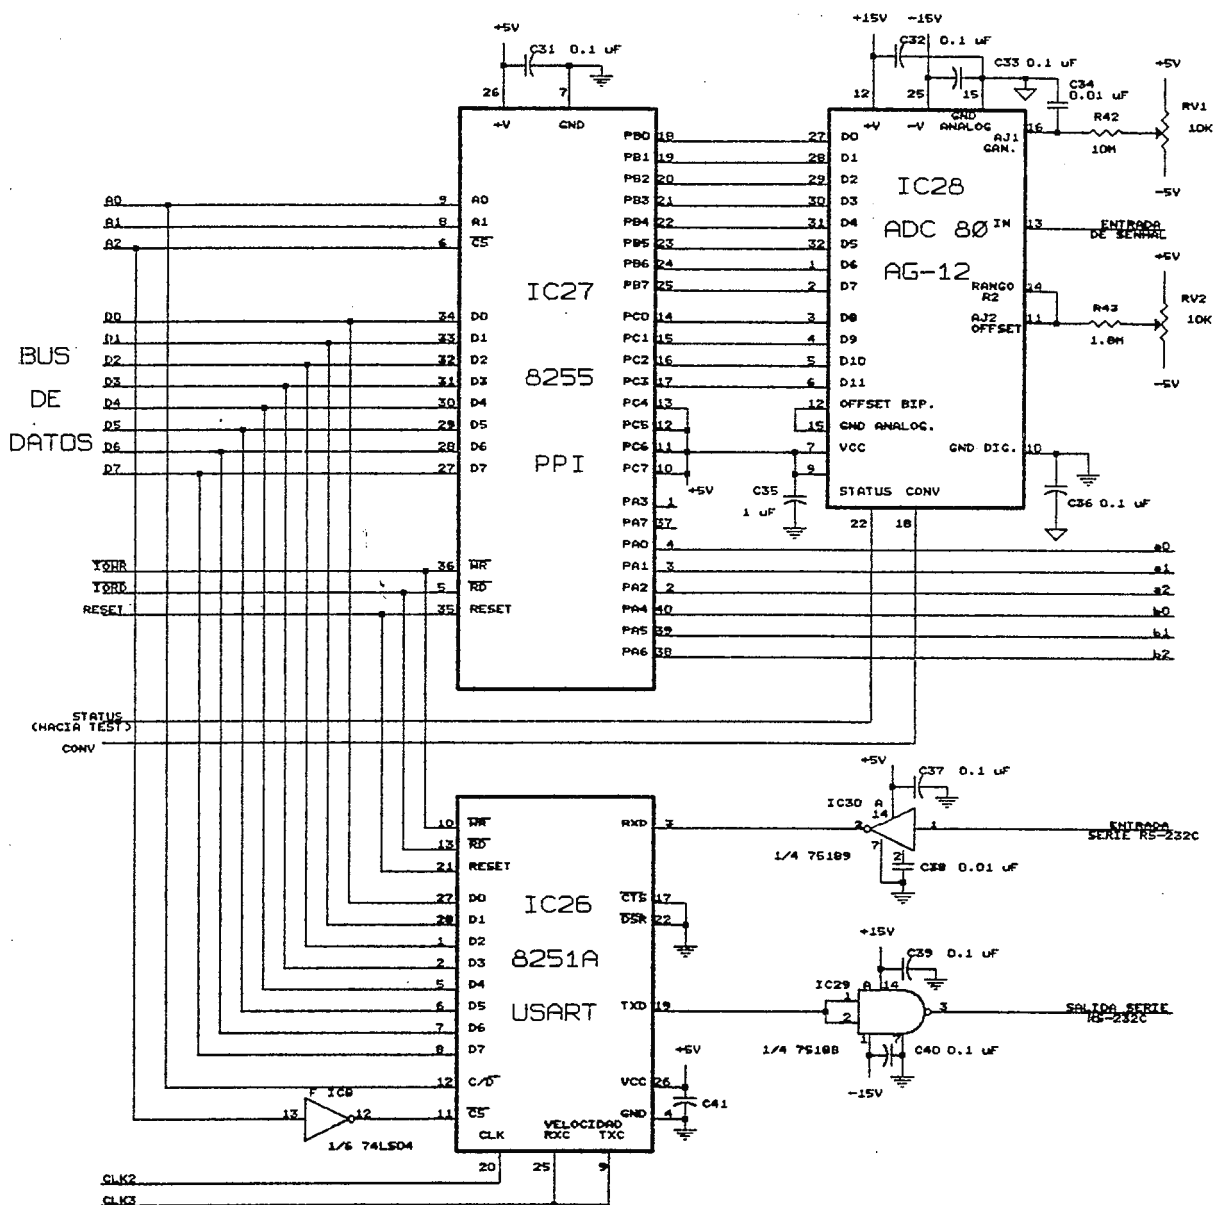 +5V
C31 0.1 uF
26
7
+V
GND
+15V
-15V
C32 0.1 uF
C33 0.1 uF
C34
0.01 uF
12
25
15
+V
-V
GND
ANALOG
AJ1
GAN.
16
R42
10M
+5V
RV1
10K
-5V
A0
A1
A2
9
8
6
A0
A1
CS
IC27
8255
PPI
BUS
DE
DATOS
D0
D1
D2
D3
D4
D5
D6
D7
34
33
32
31
30
29
28
27
D0
D1
D2
D3
D4
D5
D6
D7
PB0 18
PB1 19
PB2 20
PB3 21
PB4 22
PB5 23
PB6 24
PB7 25
PC0 14
PC1 15
PC2 16
PC3 17
PC4 13
PC5 12
PC6 11
PC7 10
+5V
PA3 1
PA7 37
PA0 4
PA1 3
PA2 2
PA4 40
PA5 39
PA6 38
27 D0
28 D1
29 D2
30 D3
31 D4
32 D5
1 D6
2 D7
3 D8
4 D9
5 D10
6 D11
12 OFFSET BIP.
15 GND ANALOG.
7 VCC
9
IC28
ADC 80
AG-12
IN 13
ENTRADA
DE SENHAL
RANGO
R2
14
AJ2
OFFSET
11
R43
1.8M
+5V
RV2
10K
-5V
GND DIG. 10
C36 0.1 uF
C35
1 uF
STATUS CONV
22
18
a0
a1
a2
b0
b1
b2
IOWR
IORD
RESET
36 WR
5 RD
35 RESET
STATUS
(HACIA TEST)
CONV
10 WR
13 RD
21 RESET
27 D0
28 D1
1 D2
2 D3
5 D4
6 D5
7 D6
8 D7
12 C/D
11 CS
IC26
8251A
USART
RXD 3
CTS 17
DSR 22
TXD 19
VCC 26
GND 4
+5V
C41
VELOCIDAD
CLK RXC TXC
20
25
9
F IC8
13
12
1/6 74LS04
CLK2
CLK3
+5V
C37 0.1 uF
IC30 A
14
1
7
2
C38 0.01 uF
1/4 75189
ENTRADA
SERIE RS-232C
+15V
C39 0.1 uF
IC29 A
14
1
2
3
1
7
1/4 75188
C40 0.1 uF
-15V
SALIDA SERIE
RS-232C